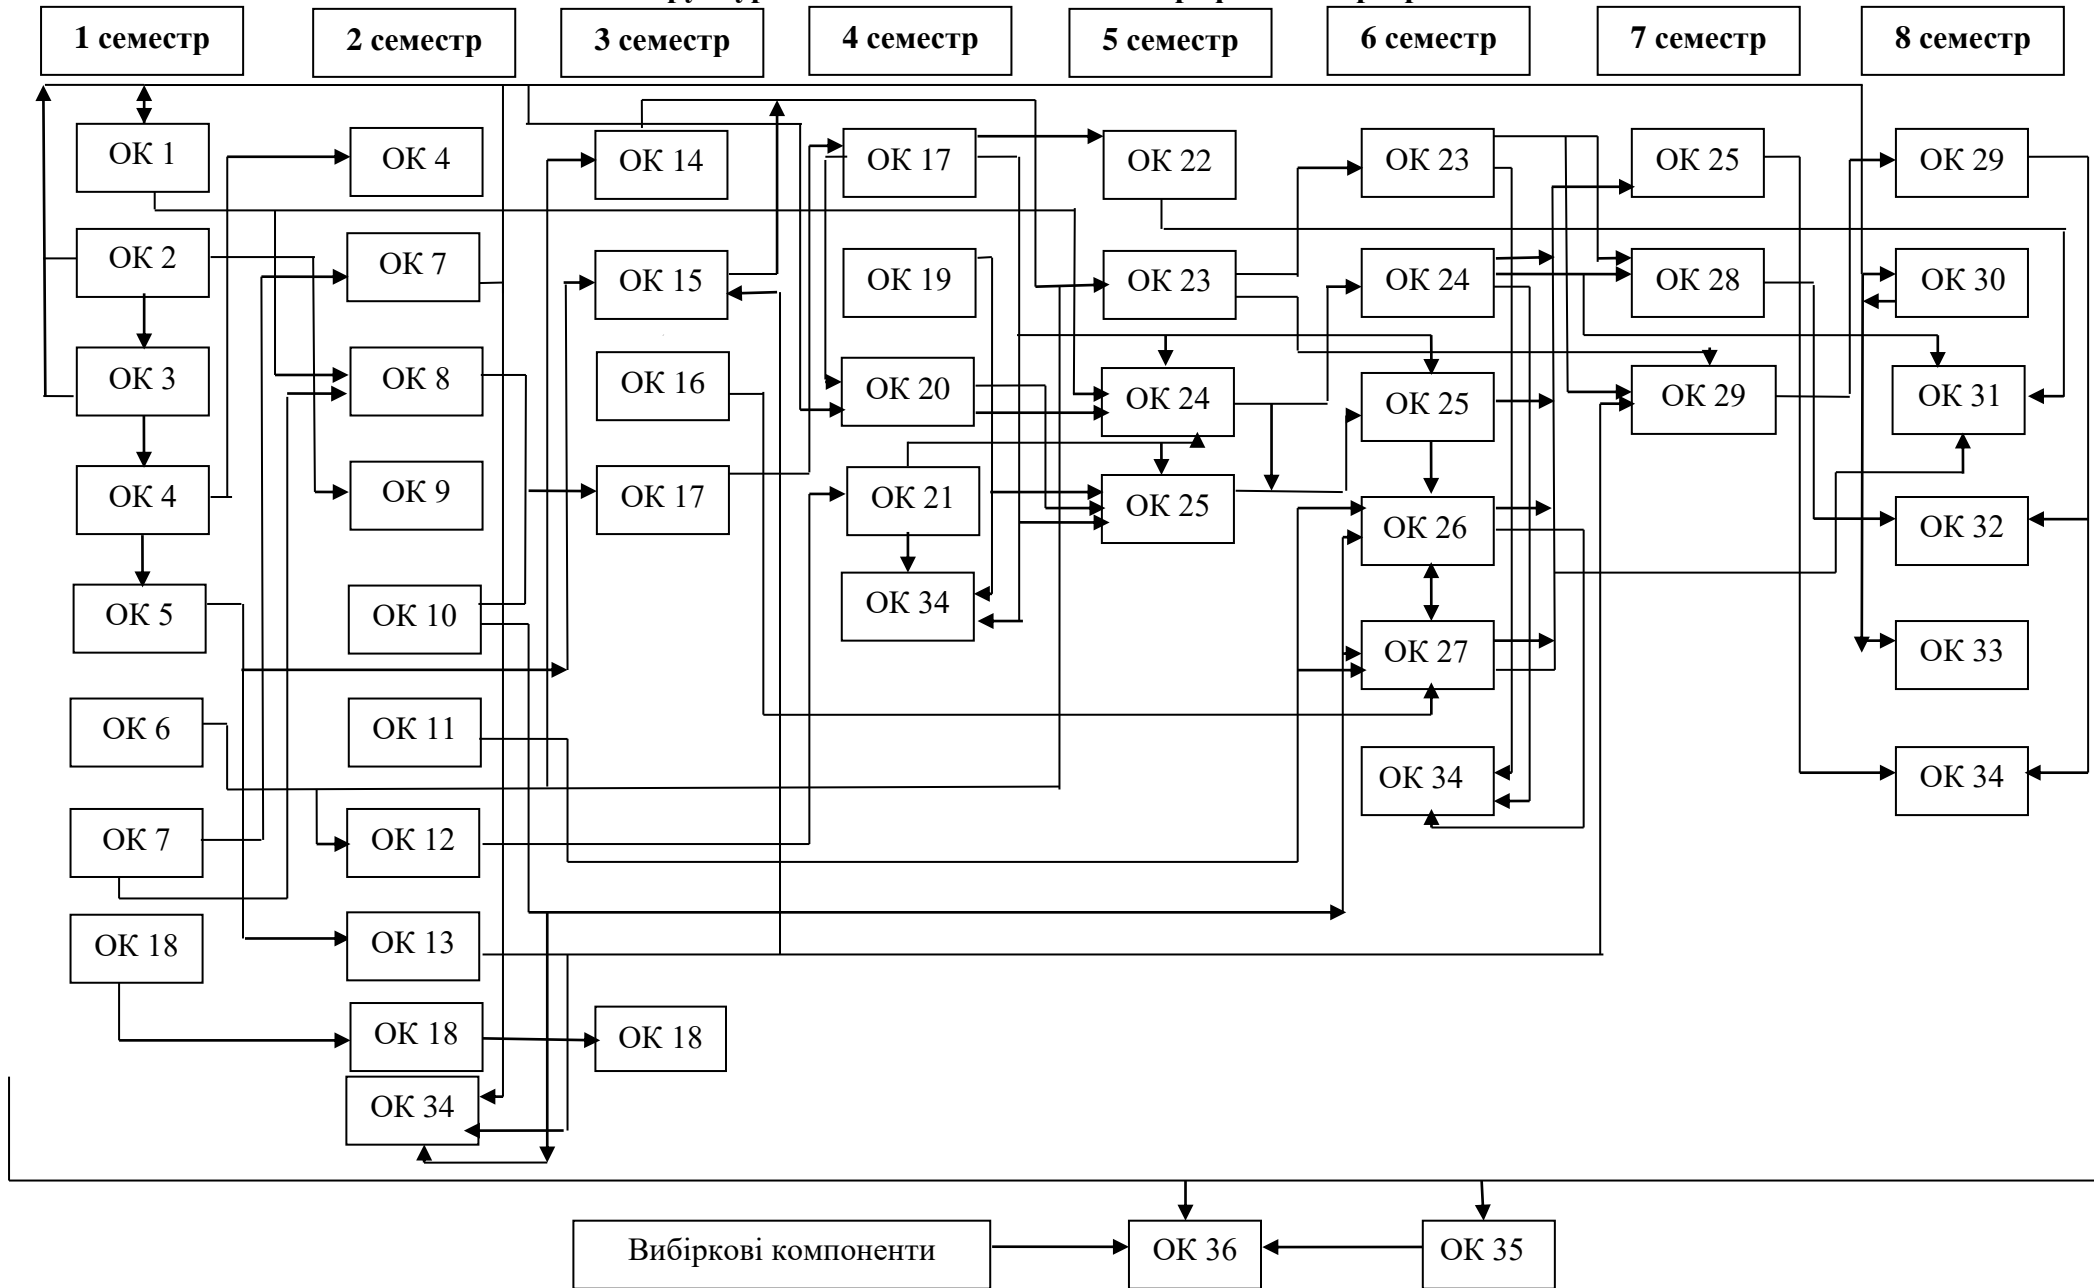 1 семестр
2 семестр
3 семестр
4 семестр
5 семестр
6 семестр
7 семестр
8 семестр
ОК 1
ОК 2
ОК 3
ОК 4
ОК 5
ОК 6
ОК 7
ОК 18
ОК 4
ОК 7
ОК 8
ОК 9
ОК 10
ОК 11
ОК 12
ОК 13
ОК 18
ОК 34
ОК 14
ОК 15
ОК 16
ОК 17
ОК 18
ОК 17
ОК 19
ОК 20
ОК 21
ОК 34
ОК 22
ОК 23
ОК 24
ОК 25
ОК 23
ОК 24
ОК 25
ОК 26
ОК 27
ОК 34
ОК 25
ОК 28
ОК 29
ОК 29
ОК 30
ОК 31
ОК 32
ОК 33
ОК 34
Вибіркові компоненти
ОК 36
ОК 35